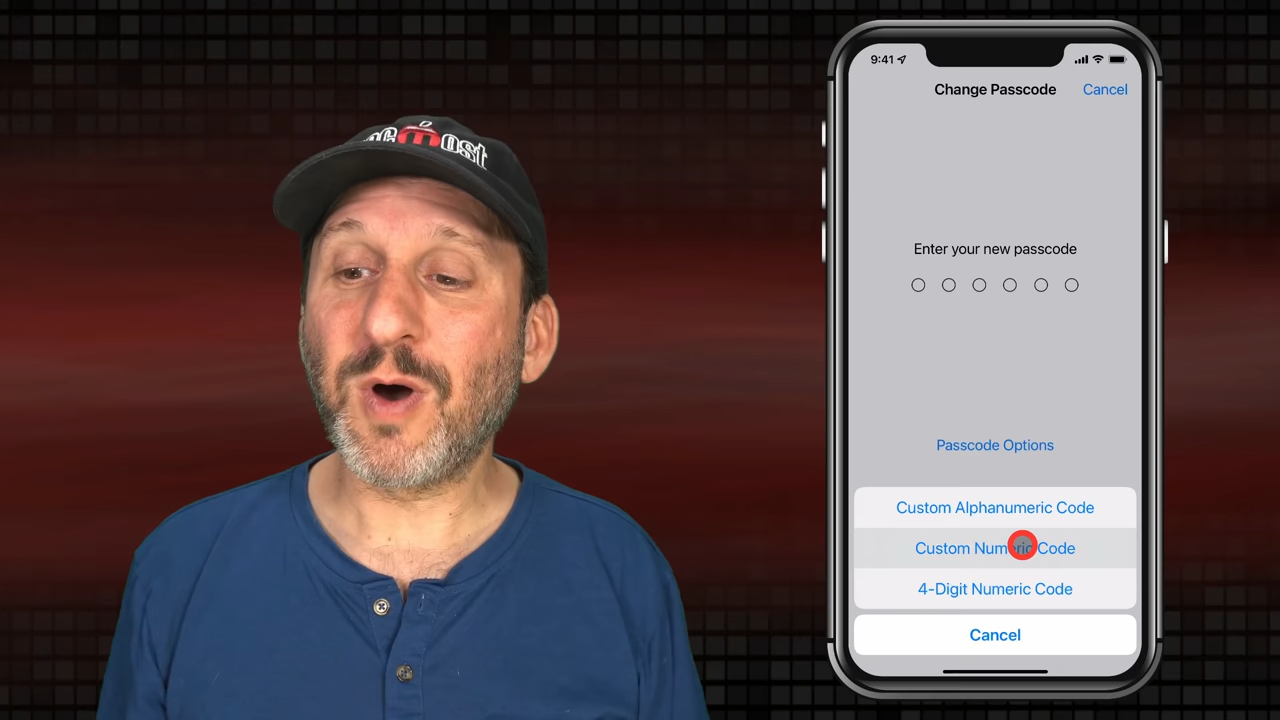 9:41
Change Passcode Cancel
Enter your new passcode
Passcode Options
Custom Alphanumeric Code
Custom Numeric Code
4-Digit Numeric Code
Cancel